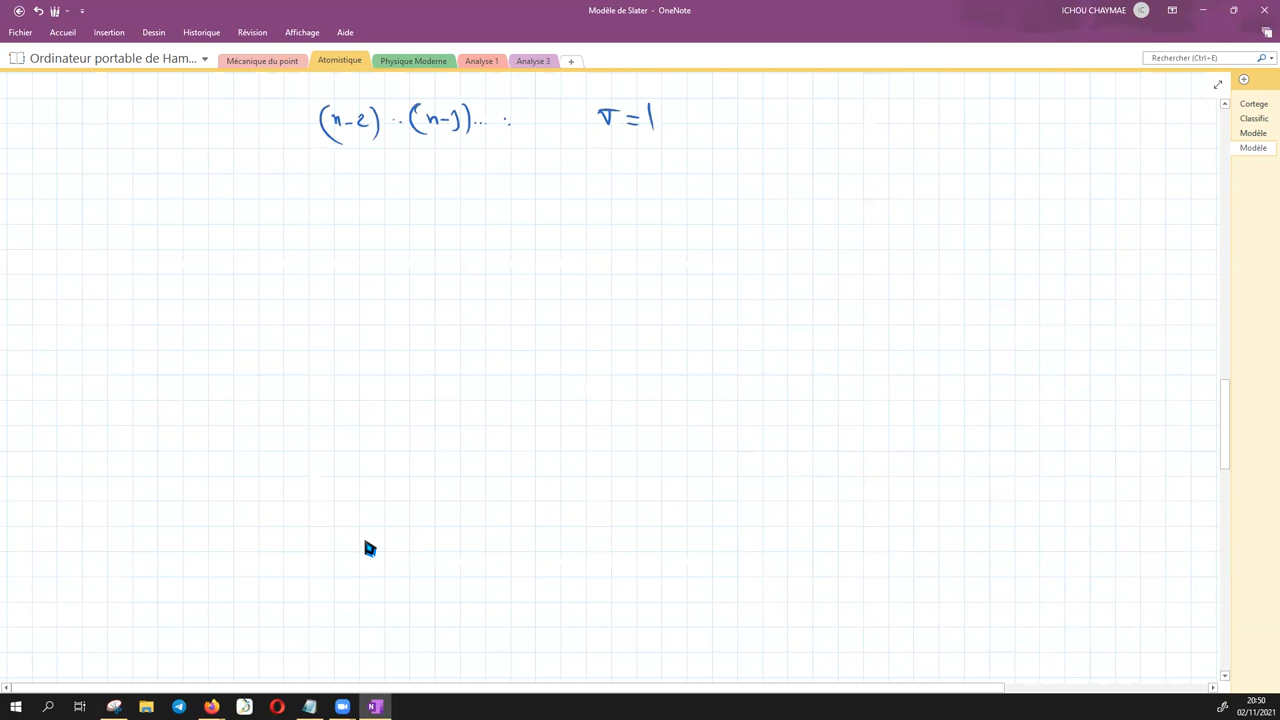 Modèle de Slater - OneNote
ICHOU CHAYMAE
IC
Fichier
Accueil
Insertion
Dessin
Historique
Révision
Affichage
Aide
Ordinateur portable de Ham...
Mécanique du point
Atomistique
Physique Moderne
Analyse 1
Analyse 3
+
Rechercher (Ctrl+E)
(n-2) .. (n-3) ... .
σ = 1
Cortege
Classific
Modèle
Modèle
20:50
02/11/2021